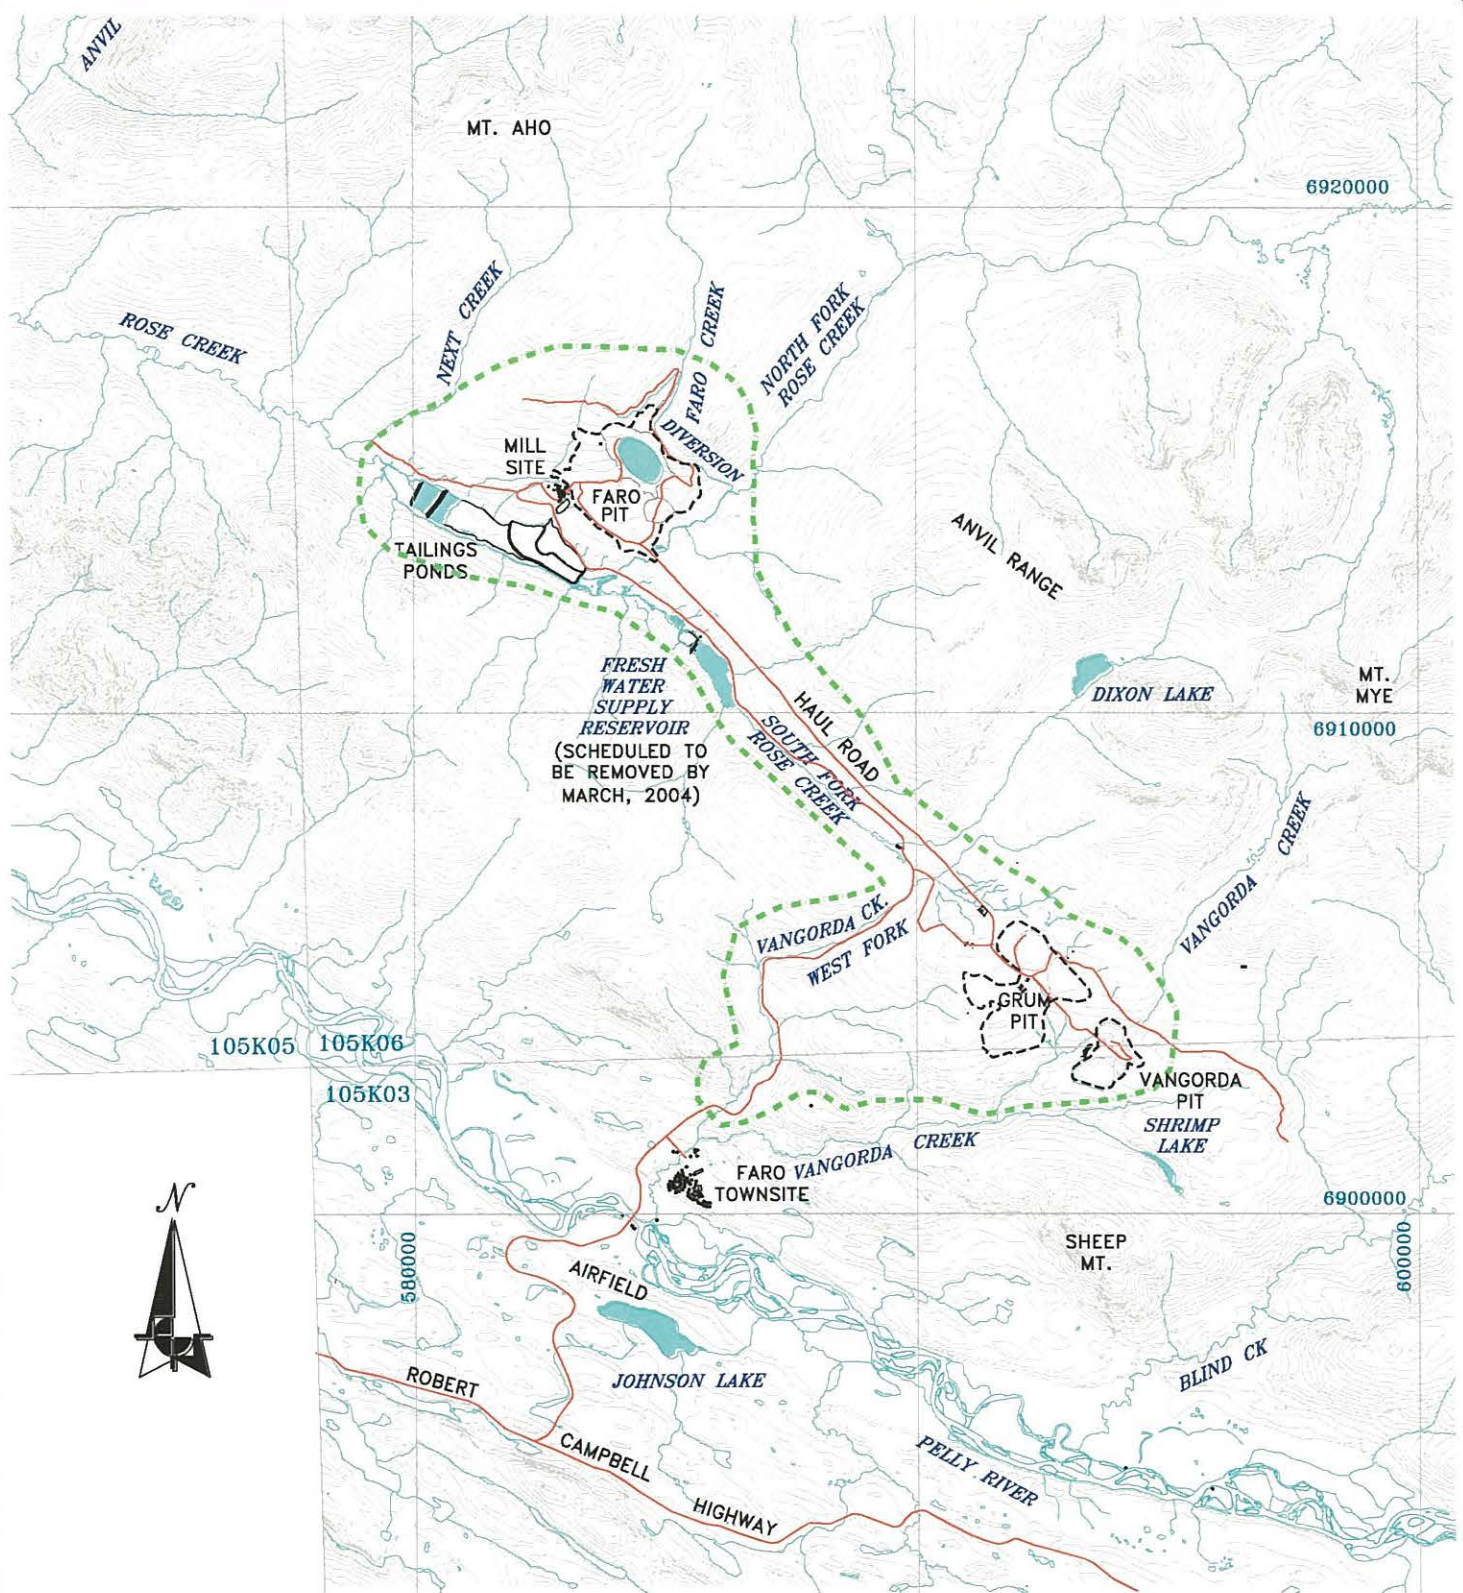 ANVIL
MT. AHO
6920000
NEXT CREEK
FARO CREEK
NORTH FORK
ROSE CREEK
ROSE CREEK
FARO
DIVERSION
MILL
SITE
FARO
PIT
TAILINGS
PONDS
ANVIL RANGE
FRESH
WATER
SUPPLY
RESERVOIR
(SCHEDULED TO
BE REMOVED BY
MARCH, 2004)
HAUL ROAD
SOUTH FORK
ROSE CREEK
DIXON LAKE
MT.
MYE
6910000
VANGORDA CREEK
VANGORDA CK.
WEST FORK
GRUM
PIT
105K05
105K06
105K03
VANGORDA
PIT
SHRIMP
LAKE
VANGORDA CREEK
FARO
TOWNSITE
6900000
N
580000
600000
SHEEP
MT.
AIRFIELD
JOHNSON LAKE
BLIND CK
ROBERT CAMPBELL HIGHWAY
PELLY RIVER